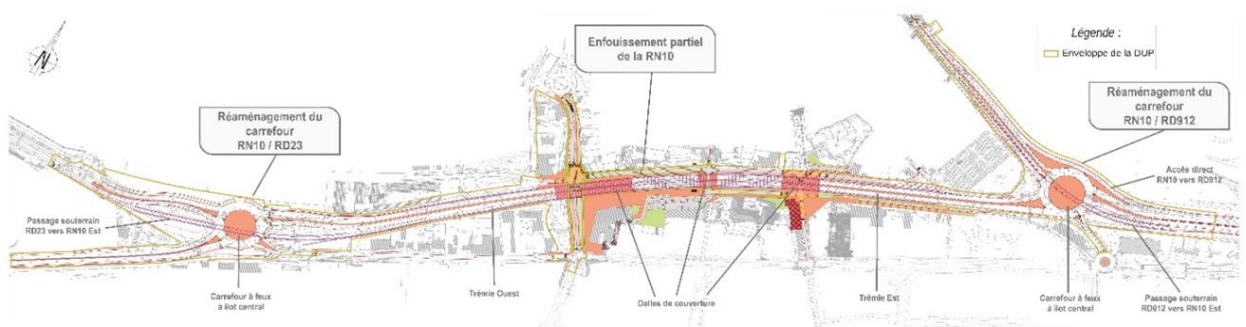 N
Légende :
Enveloppe de la DUP
Enfouissement partiel
de la RN10
Réaménagement du
carrefour
RN10 / RD23
Réaménagement du
carrefour
RN10 / RD912
Accès direct
RN10 vers RD912
Passage souterrain
RD23 vers RN10 Est
Carrefour à feux
à îlot central
Trémie Ouest
Dalles de couverture
Trémie Est
Carrefour à feux
à îlot central
Passage souterrain
RD912 vers RN10 Est